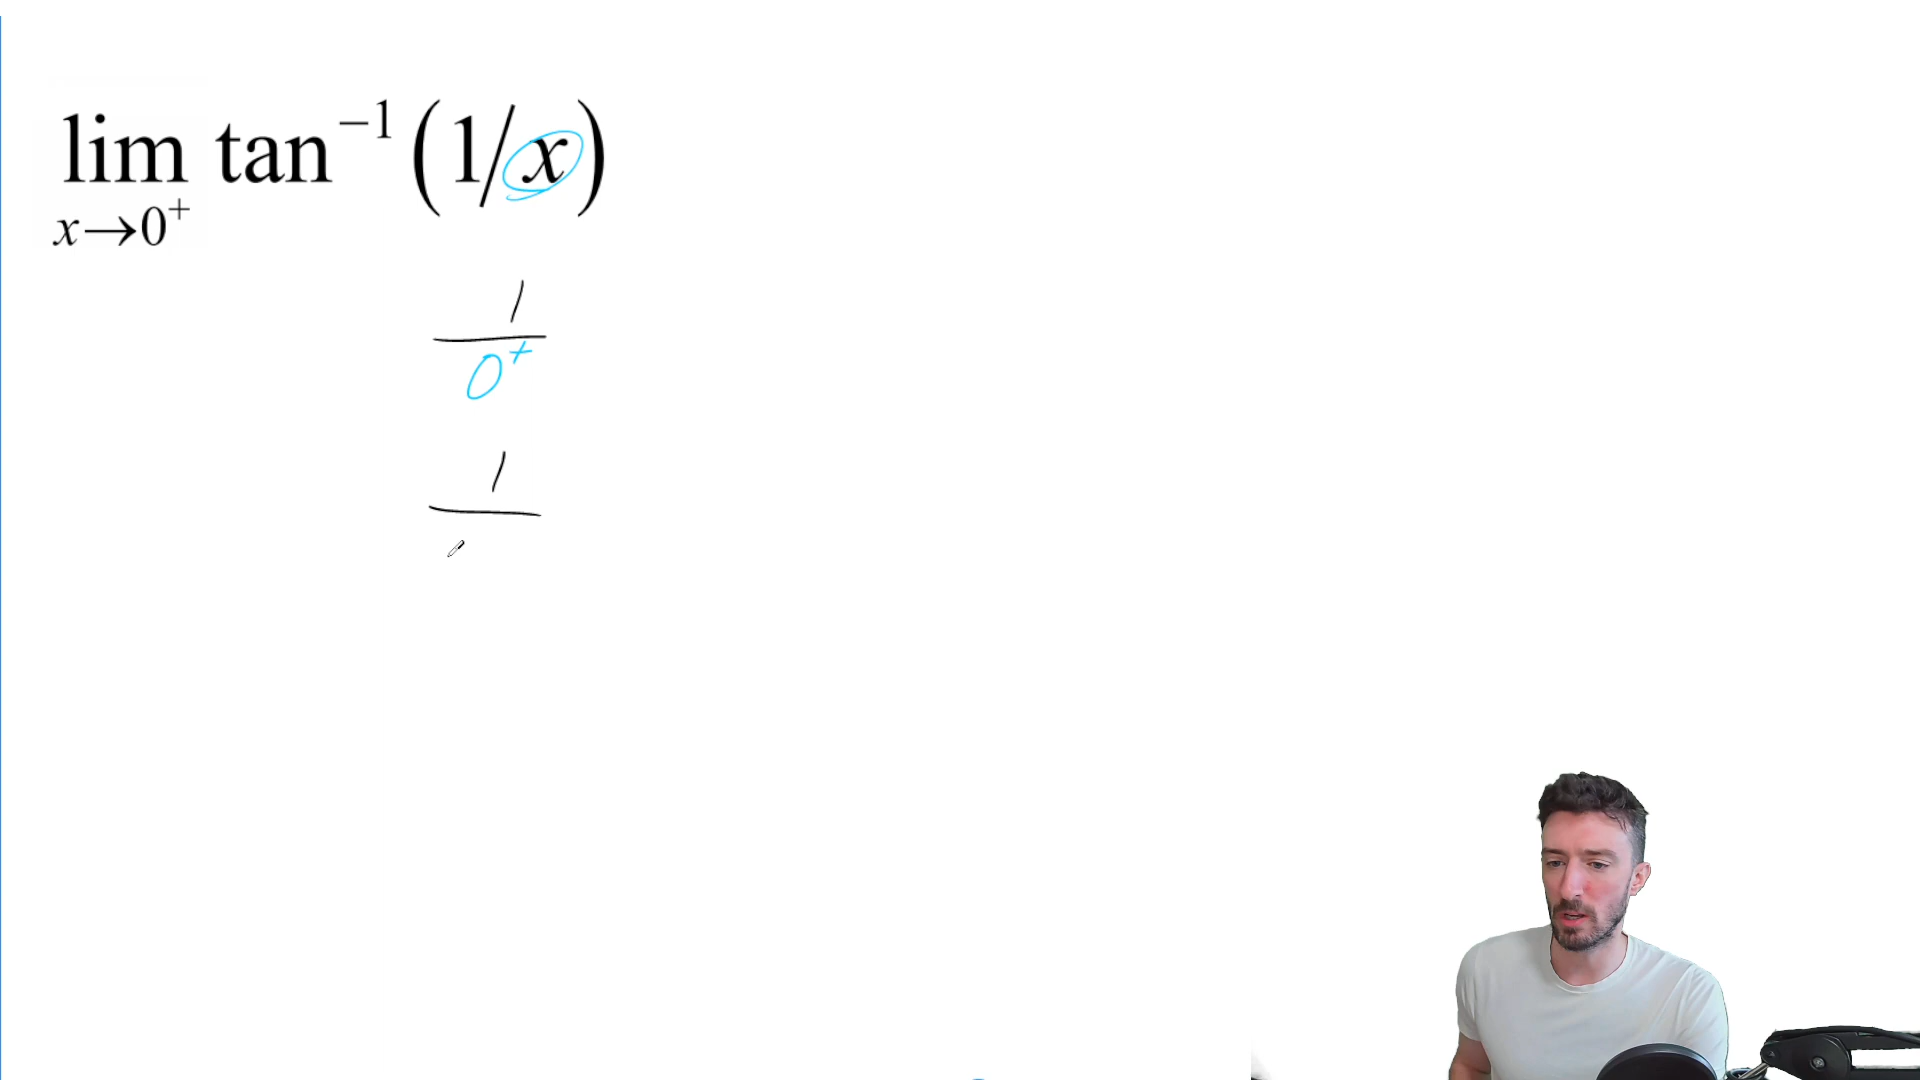 lim tan⁻¹(1/x)
x→0⁺
1
0⁺
1